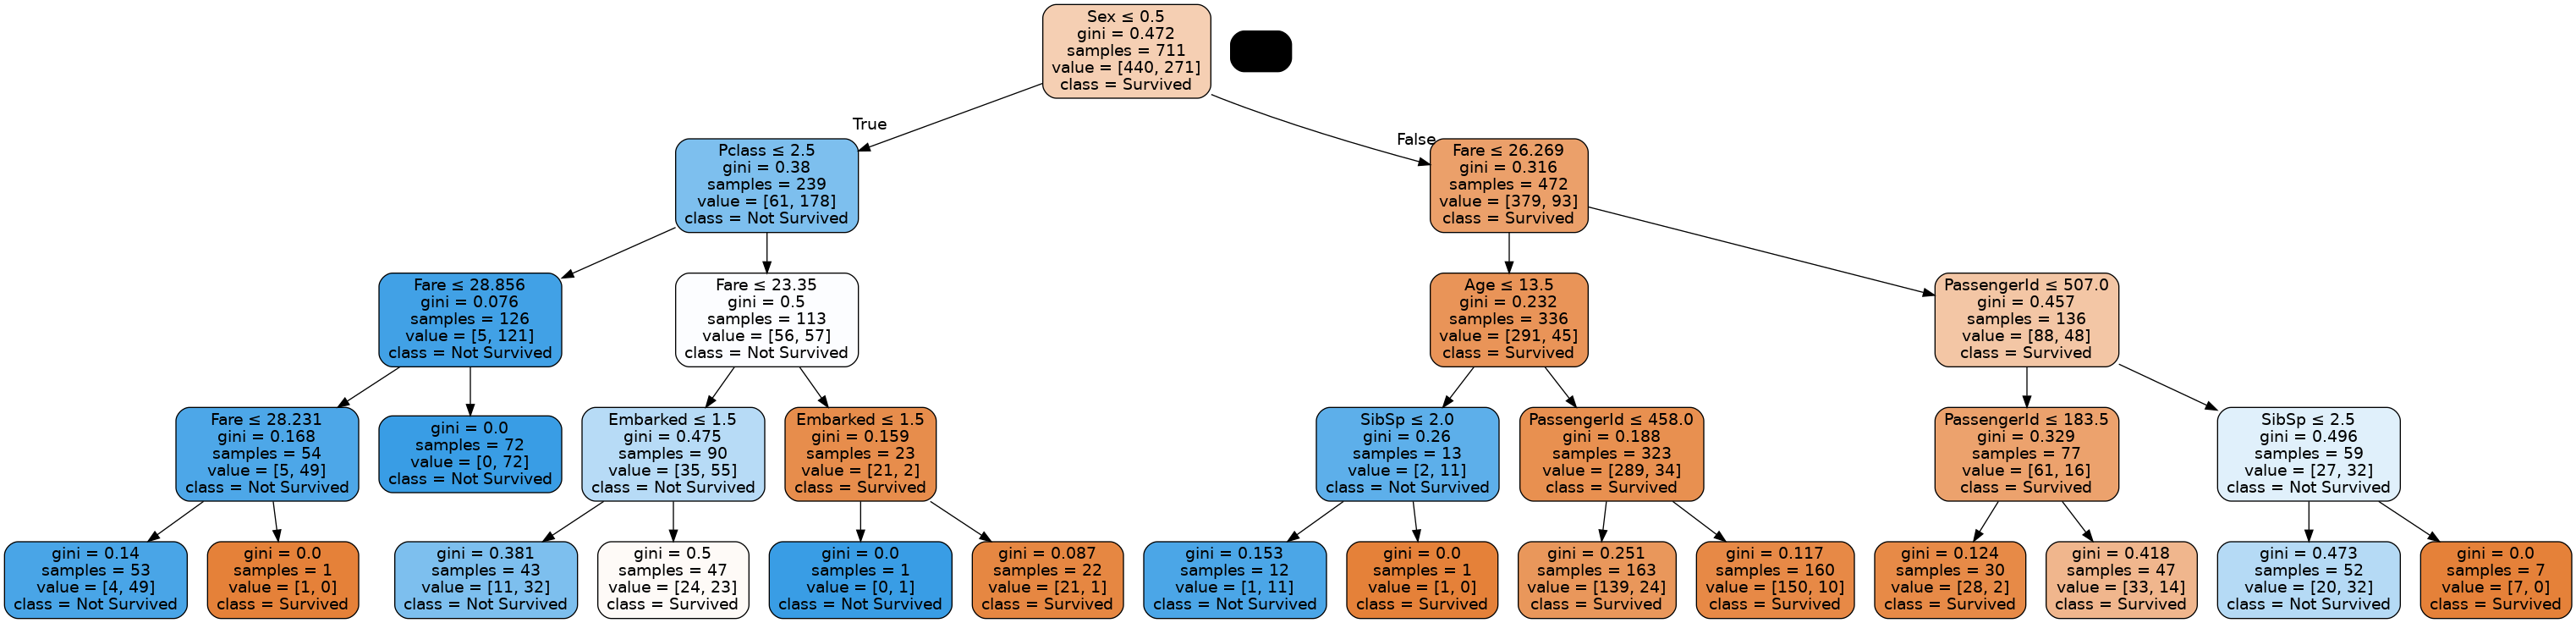 Sex ≤ 0.5
gini = 0.472
samples = 711
value = [440, 271]
class = Survived
True
False
Pclass ≤ 2.5
gini = 0.38
samples = 239
value = [61, 178]
class = Not Survived
Fare ≤ 26.269
gini = 0.316
samples = 472
value = [379, 93]
class = Survived
Fare ≤ 28.856
gini = 0.076
samples = 126
value = [5, 121]
class = Not Survived
Fare ≤ 23.35
gini = 0.5
samples = 113
value = [56, 57]
class = Not Survived
Age ≤ 13.5
gini = 0.232
samples = 336
value = [291, 45]
class = Survived
PassengerId ≤ 507.0
gini = 0.457
samples = 136
value = [88, 48]
class = Survived
Fare ≤ 28.231
gini = 0.168
samples = 54
value = [5, 49]
class = Not Survived
gini = 0.0
samples = 72
value = [0, 72]
class = Not Survived
Embarked ≤ 1.5
gini = 0.475
samples = 90
value = [35, 55]
class = Not Survived
Embarked ≤ 1.5
gini = 0.159
samples = 23
value = [21, 2]
class = Survived
SibSp ≤ 2.0
gini = 0.26
samples = 13
value = [2, 11]
class = Not Survived
PassengerId ≤ 458.0
gini = 0.188
samples = 323
value = [289, 34]
class = Survived
PassengerId ≤ 183.5
gini = 0.329
samples = 77
value = [61, 16]
class = Survived
SibSp ≤ 2.5
gini = 0.496
samples = 59
value = [27, 32]
class = Not Survived
gini = 0.14
samples = 53
value = [4, 49]
class = Not Survived
gini = 0.0
samples = 1
value = [1, 0]
class = Survived
gini = 0.381
samples = 43
value = [11, 32]
class = Not Survived
gini = 0.5
samples = 47
value = [24, 23]
class = Survived
gini = 0.0
samples = 1
value = [0, 1]
class = Not Survived
gini = 0.087
samples = 22
value = [21, 1]
class = Survived
gini = 0.153
samples = 12
value = [1, 11]
class = Not Survived
gini = 0.0
samples = 1
value = [1, 0]
class = Survived
gini = 0.251
samples = 163
value = [139, 24]
class = Survived
gini = 0.117
samples = 160
value = [150, 10]
class = Survived
gini = 0.124
samples = 30
value = [28, 2]
class = Survived
gini = 0.418
samples = 47
value = [33, 14]
class = Survived
gini = 0.473
samples = 52
value = [20, 32]
class = Not Survived
gini = 0.0
samples = 7
value = [7, 0]
class = Survived